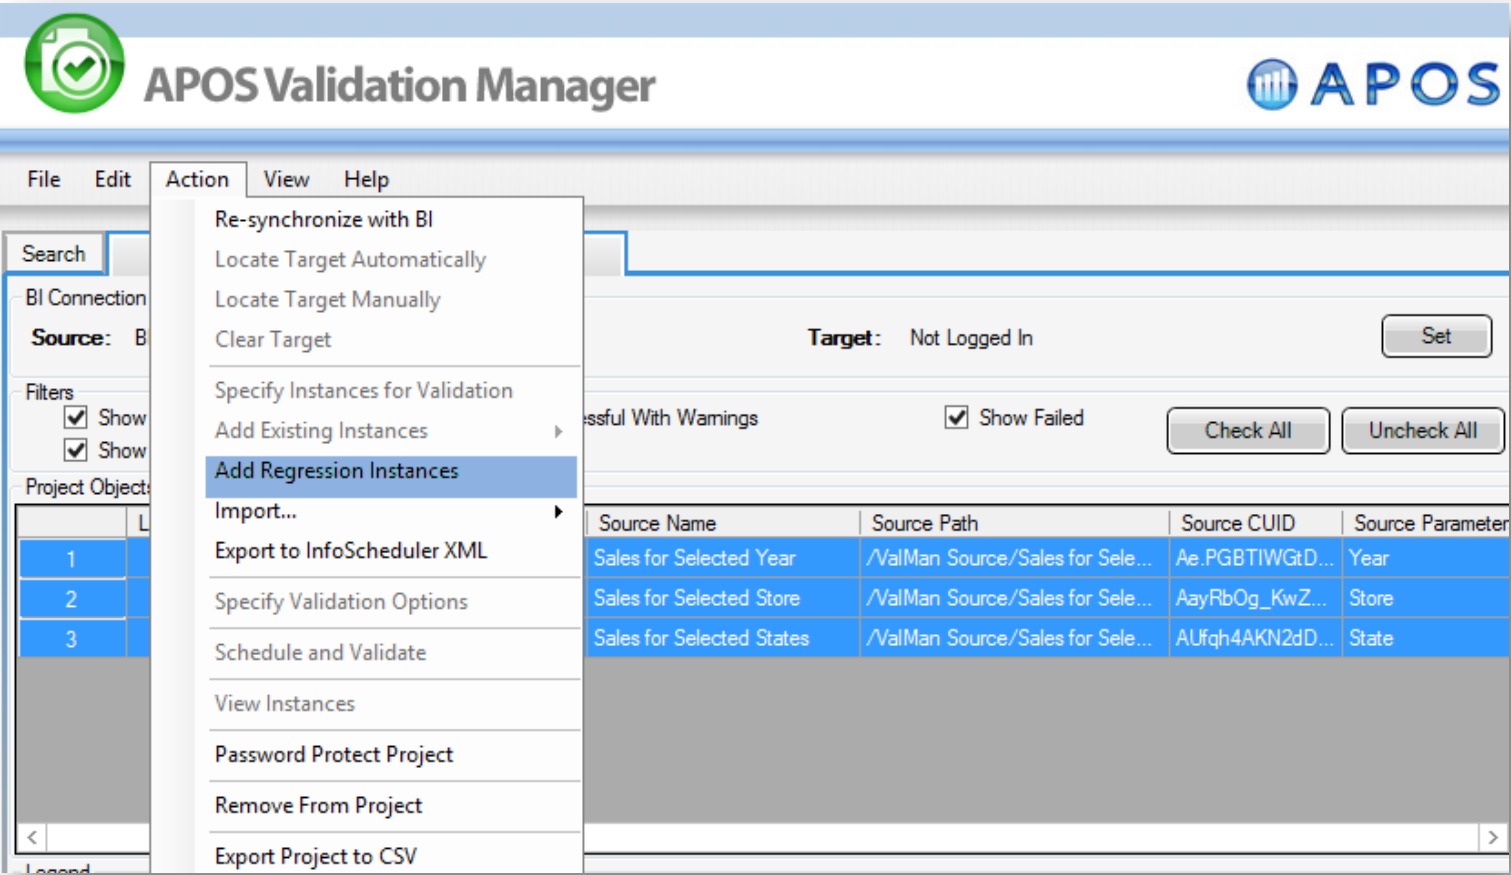 APOS Validation Manager
APOS
File Edit Action View Help
Re-synchronize with BI
Search
Locate Target Automatically
BI Connection
Locate Target Manually
Source: BI
Clear Target
Target: Not Logged In
Set
Filters
Specify Instances for Validation
Show
essful With Warnings
Show Failed
Check All
Uncheck All
Add Existing Instances
Show
Add Regression Instances
Project Objects
Import...
L
Source Name Source Path Source CUID Source Parameter
Export to InfoScheduler XML
1 Sales for Selected Year /ValMan Source/Sales for Sele... Ae.PGBTIWGtD... Year
Specify Validation Options
2 Sales for Selected Store /ValMan Source/Sales for Sele... AayRbOg_KwZ... Store
Schedule and Validate
3 Sales for Selected States /ValMan Source/Sales for Sele... AUfqh4AKN2dD... State
View Instances
Password Protect Project
Remove From Project
Export Project to CSV
Legend